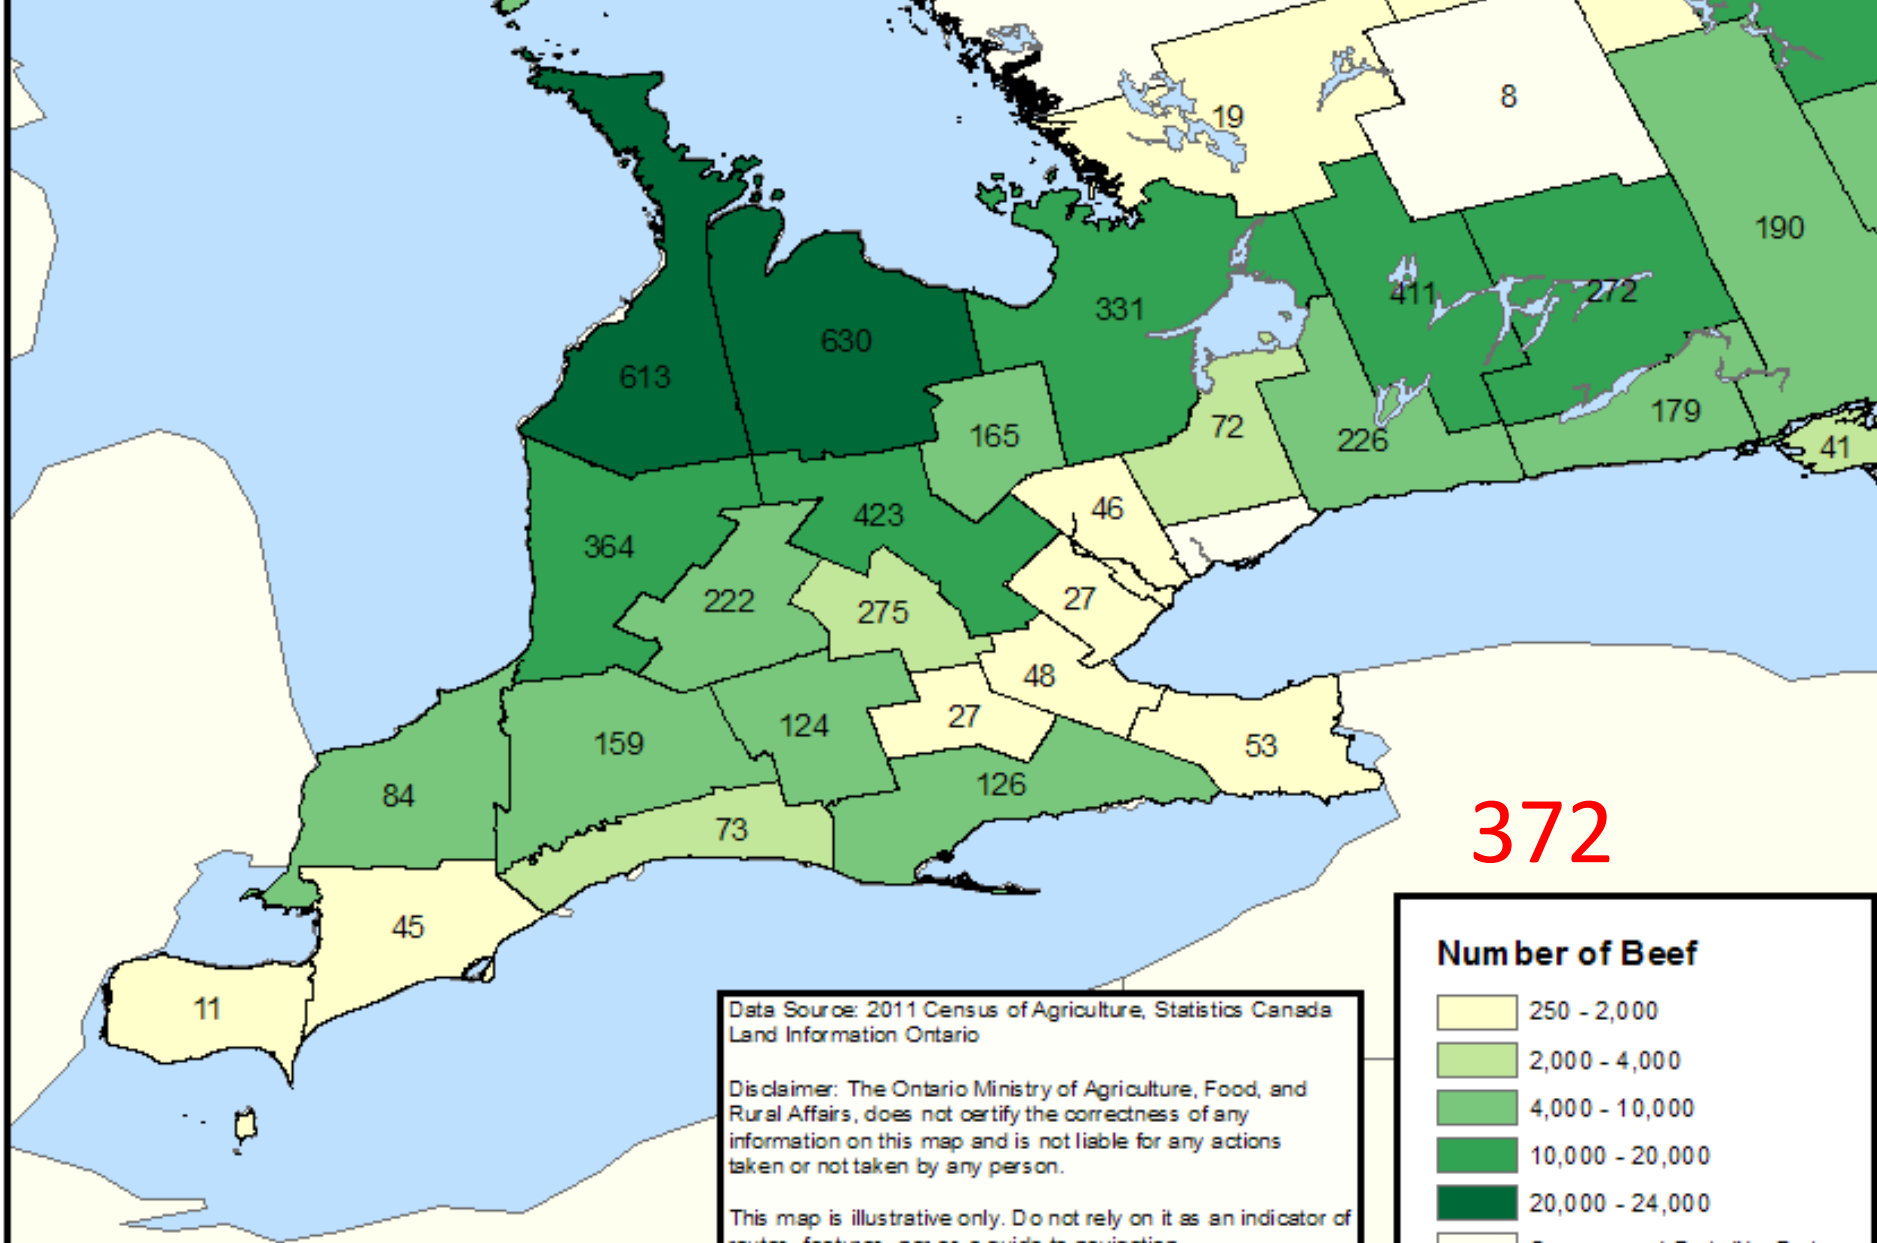 19
8
190
331
411
272
630
613
165
72
226
179
41
46
423
364
27
222
275
48
27
124
159
53
126
84
73
372
45
11
Number of Beef
250 - 2,000
2,000 - 4,000
4,000 - 10,000
10,000 - 20,000
20,000 - 24,000
Data Source: 2011 Census of Agriculture, Statistics Canada
Land Information Ontario
Disclaimer: The Ontario Ministry of Agriculture, Food, and
Rural Affairs, does not certify the correctness of any
information on this map and is not liable for any actions
taken or not taken by any person.
This map is illustrative only. Do not rely on it as an indicator of